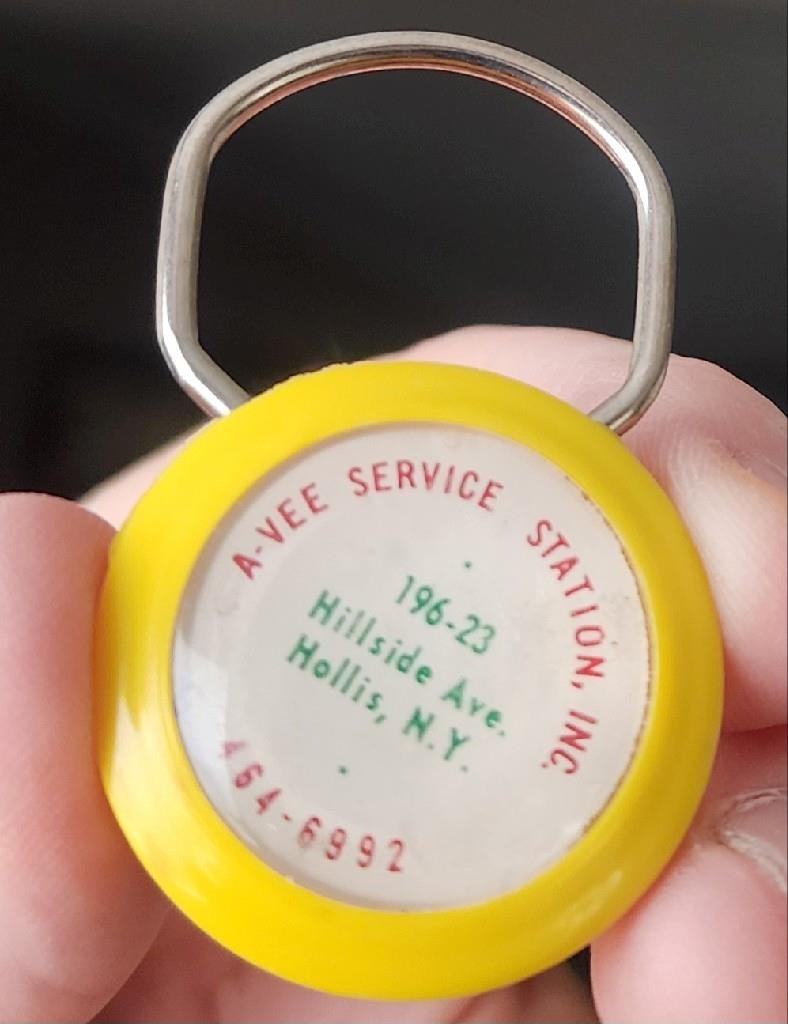 A-VEE SERVICE STATION, INC.
196-23
Hillside Ave.
Hollis, N.Y.
464-6992